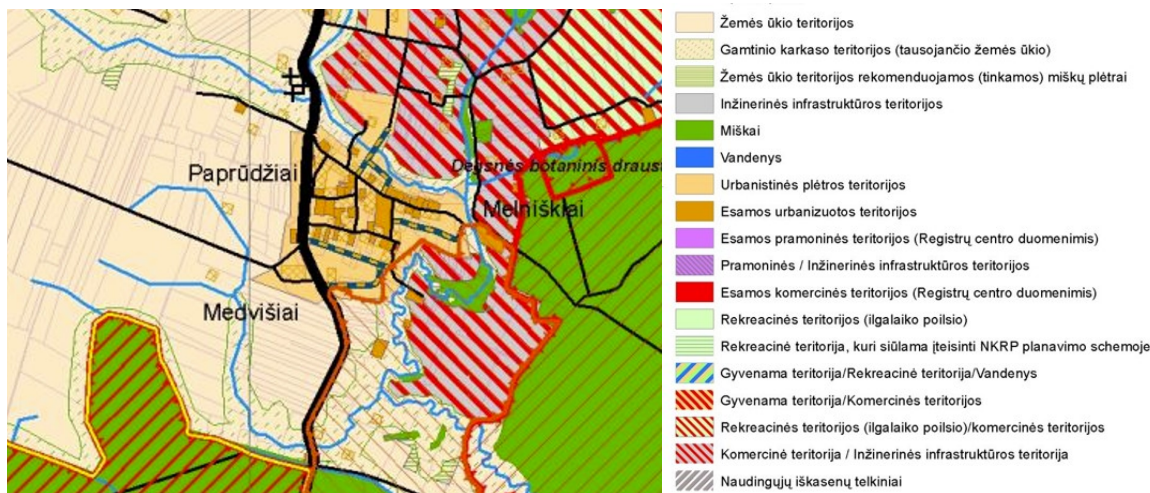 Paprūdžiai
Degsnės botaninis draust
Melniškiai
Medvišiai
Žemės ūkio teritorijos
Gamtinio karkaso teritorijos (tausojančio žemės ūkio)
Žemės ūkio teritorijos rekomenduojamos (tinkamos) miškų plėtrai
Inžinerinės infrastruktūros teritorijos
Miškai
Vandenys
Urbanistinės plėtros teritorijos
Esamos urbanizuotos teritorijos
Esamos pramoninės teritorijos (Registrų centro duomenimis)
Pramoninės / Inžinerinės infrastruktūros teritorijos
Esamos komercinės teritorijos (Registrų centro duomenimis)
Rekreacinės teritorijos (ilgalaiko poilsio)
Rekreacinė teritorija, kuri siūlama įteisinti NKRP planavimo schemoje
Gyvenama teritorija/Rekreacinė teritorija/Vandenys
Gyvenama teritorija/Komercinės teritorijos
Rekreacinės teritorijos (ilgalaiko poilsio)/komercinės teritorijos
Komercinė teritorija / Inžinerinės infrastruktūros teritorija
Naudingųjų iškasenų telkiniai